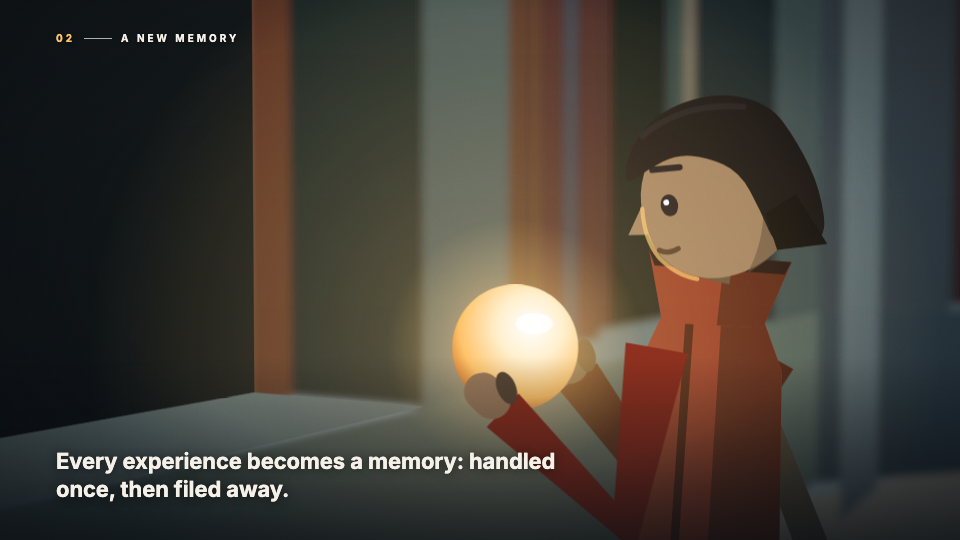 02 A NEW MEMORY
Every experience becomes a memory: handled
once, then filed away.